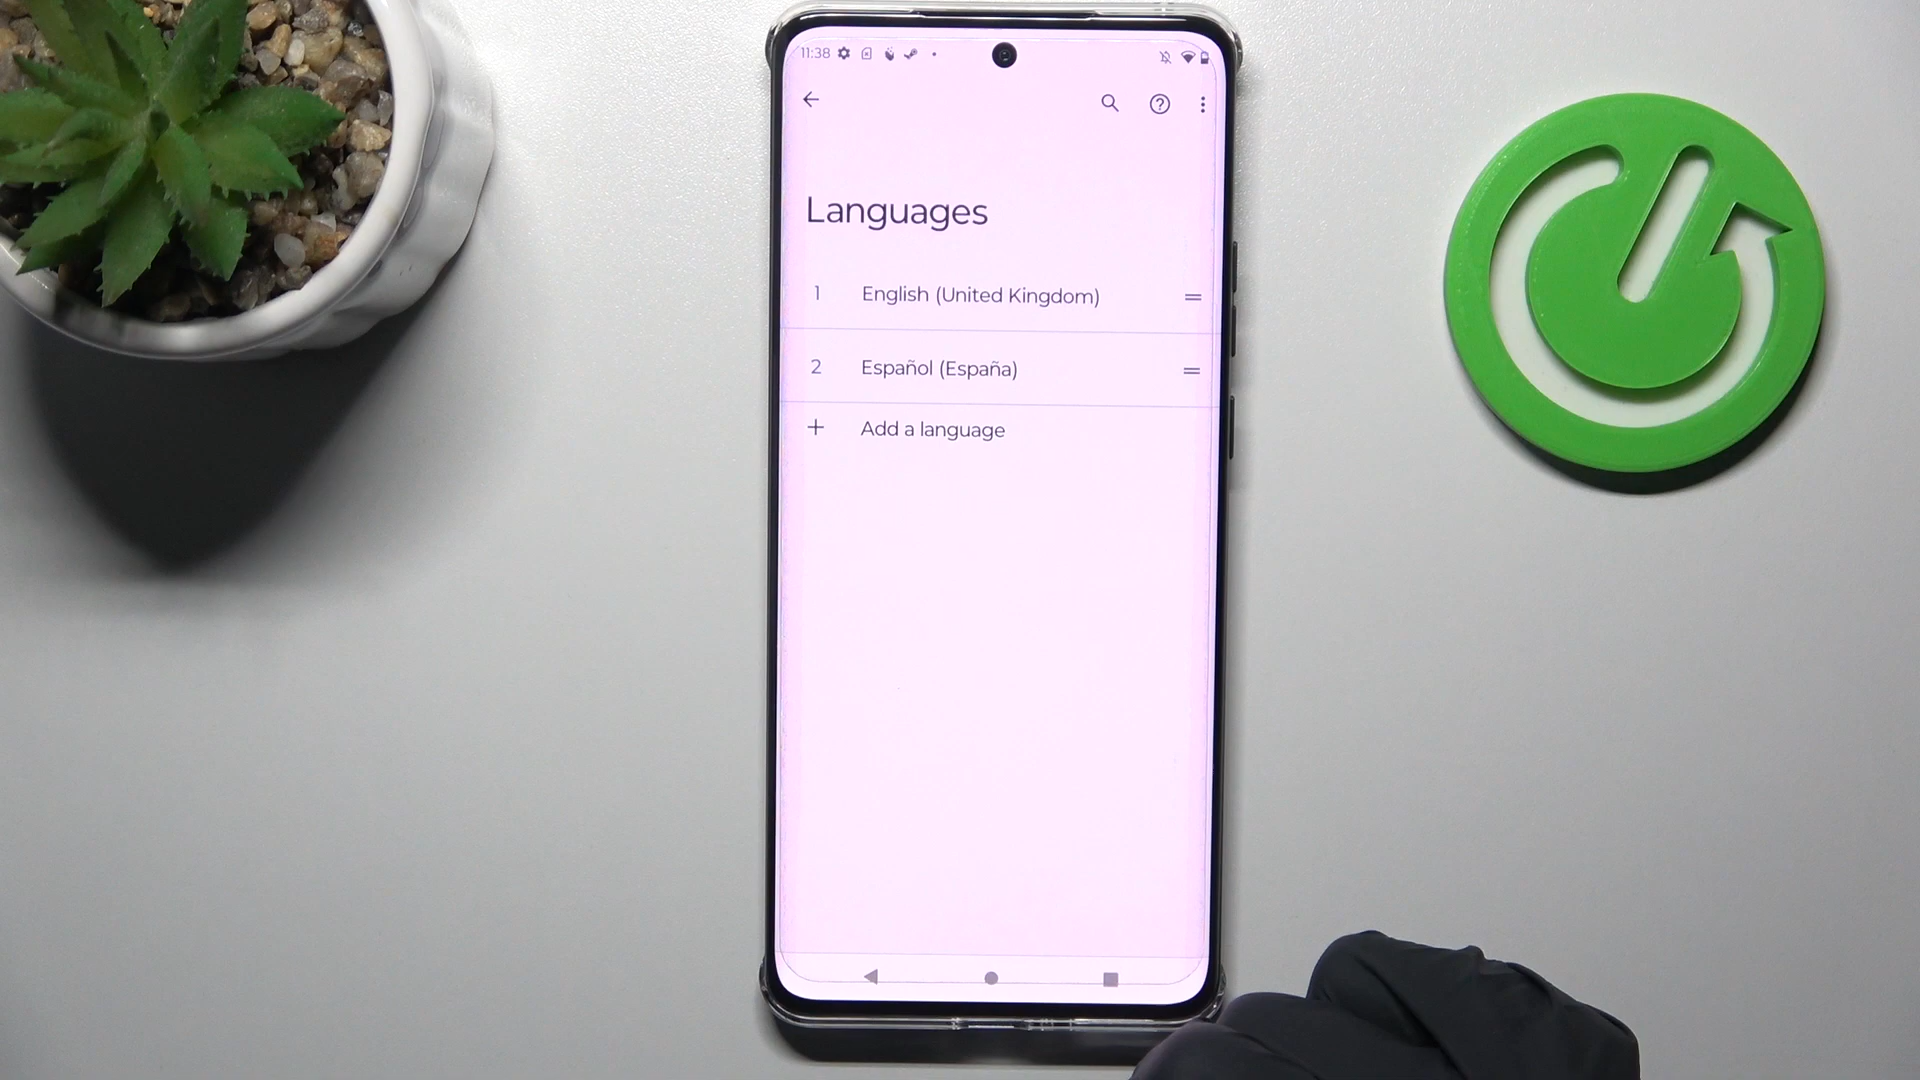 11:38
Languages
1 English (United Kingdom)
2 Español (España)
+ Add a language